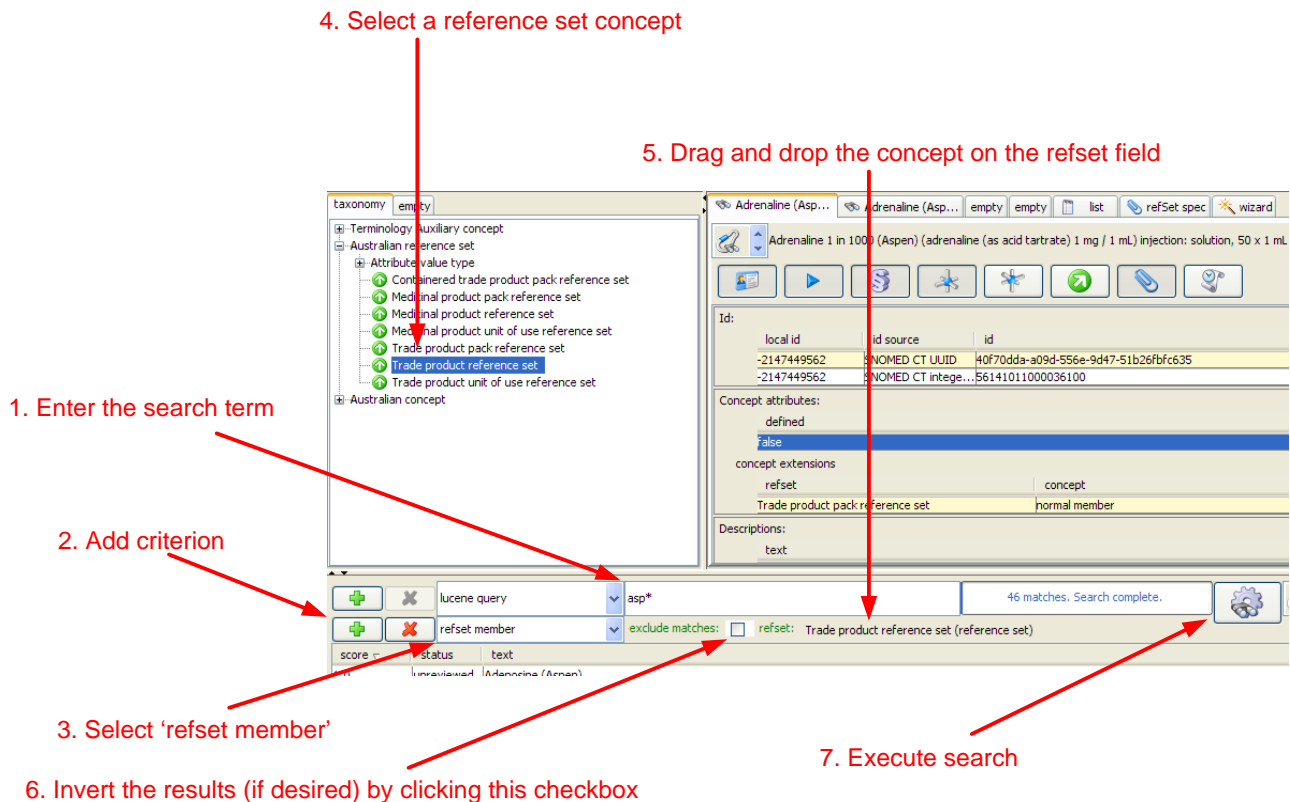 4. Select a reference set concept
5. Drag and drop the concept on the refset field
taxonomy empty
Terminology Auxiliary concept
Australian reference set
Attribute value type
Containered trade product pack reference set
Medicinal product pack reference set
Medicinal product reference set
Medicinal product unit of use reference set
Trade product pack reference set
Trade product reference set
Trade product unit of use reference set
Australian concept
Adrenaline (Asp... Adrenaline (Asp... empty empty list refSet spec wizard
Adrenaline 1 in 1000 (Aspen) (adrenaline (as acid tartrate) 1 mg / 1 mL) injection: solution, 50 x 1 mL
Id:
local id id source id
-2147449562 SNOMED CT UUID 40f70dda-a09d-556e-9d47-51b26fbfc635
-2147449562 SNOMED CT intege...56141011000036100
Concept attributes:
defined
false
concept extensions
refset concept
Trade product pack reference set normal member
Descriptions:
text
1. Enter the search term
2. Add criterion
lucene query asp* 46 matches. Search complete.
refset member exclude matches: refset: Trade product reference set (reference set)
score status text
unreviewed Adenosine (Aspen)
3. Select ‘refset member’
7. Execute search
6. Invert the results (if desired) by clicking this checkbox